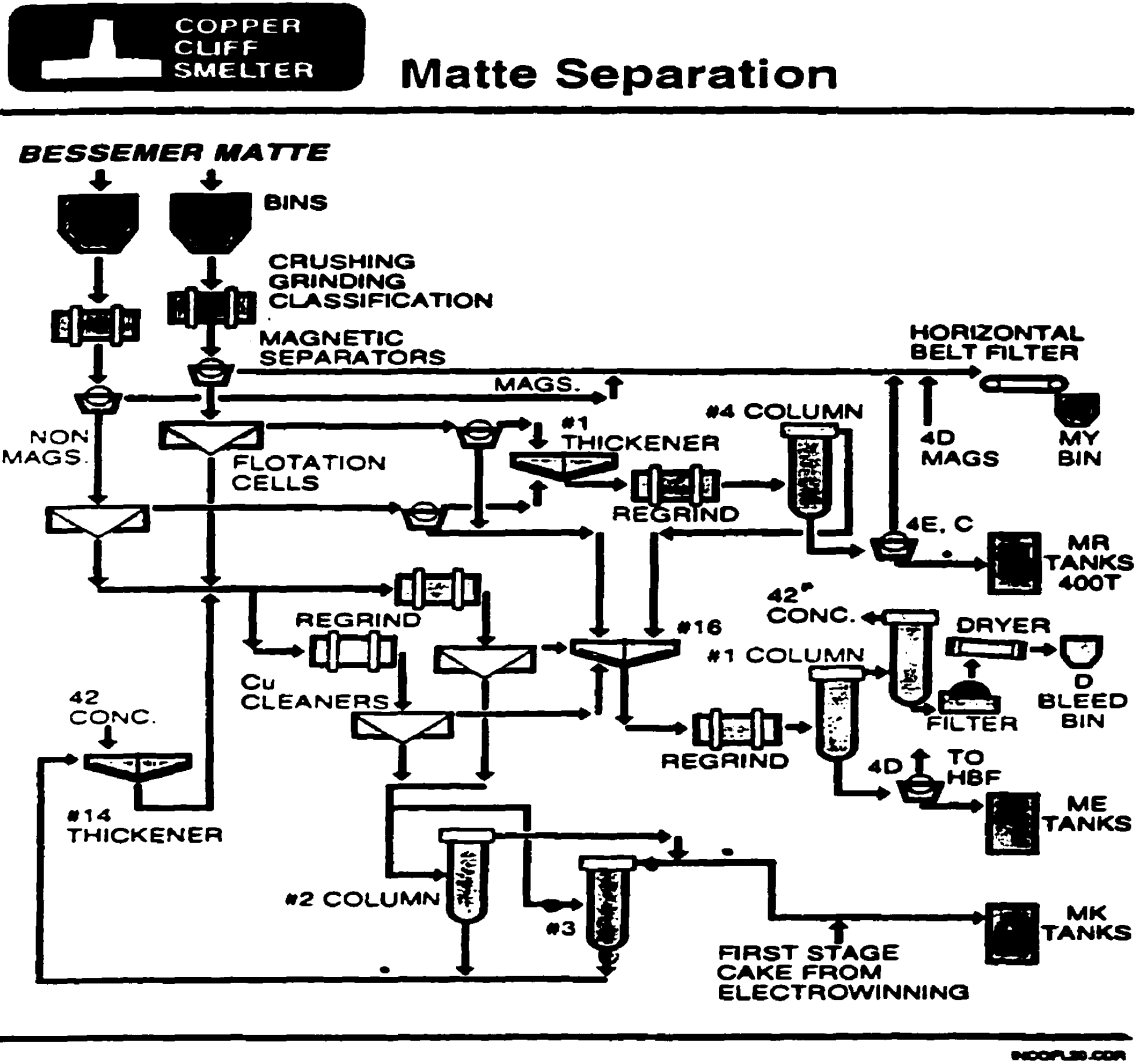 COPPER
CLIFF
SMELTER
Matte Separation
BESSEMER MATTE
BINS
CRUSHING
GRINDING
CLASSIFICATION
MAGNETIC
SEPARATORS
HORIZONTAL
BELT FILTER
MAGS.
#1
THICKENER
#4 COLUMN
4D
MAGS
MY
BIN
NON
MAGS.
FLOTATION
CELLS
REGRIND
4E, C
MR
TANKS
400T
REGRIND
42"
CONC.
#16
#1 COLUMN
DRYER
D
BLEED
BIN
Cu
CLEANERS
42
CONC.
FILTER
REGRIND
4D
TO
HBF
#14
THICKENER
ME
TANKS
#2 COLUMN
#3
MK
TANKS
FIRST STAGE
CAKE FROM
ELECTROWINNING